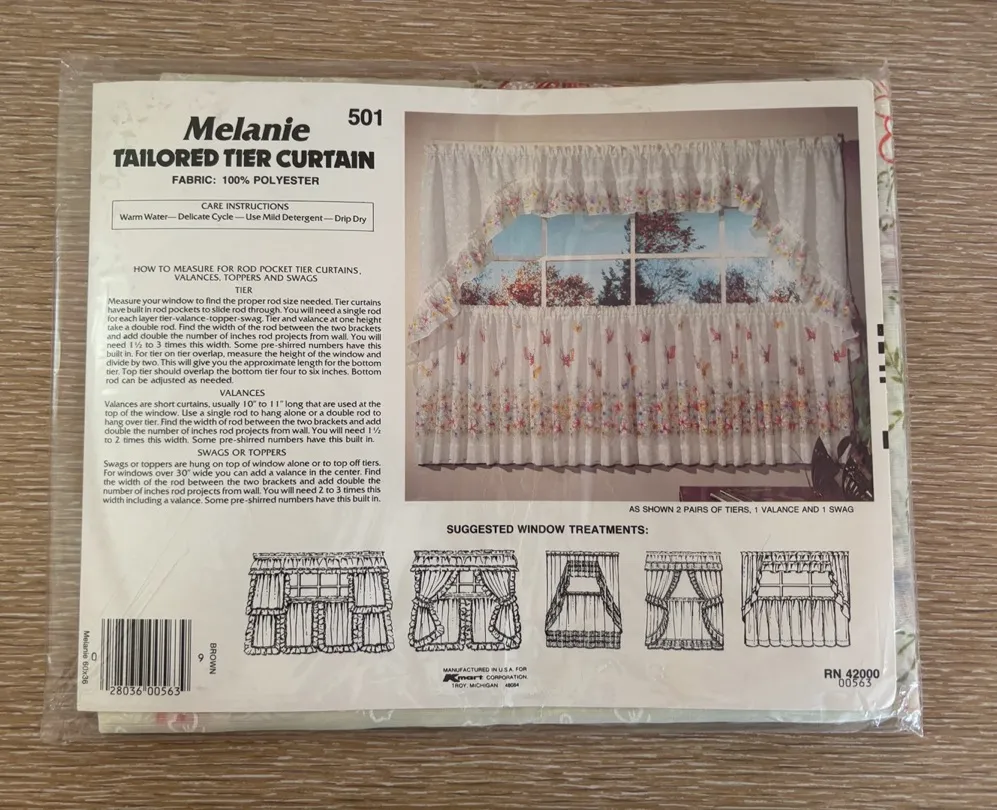 Melanie
501
TAILORED TIER CURTAIN
FABRIC: 100% POLYESTER
CARE INSTRUCTIONS
Warm Water— Delicate Cycle — Use Mild Detergent — Drip Dry
HOW TO MEASURE FOR ROD POCKET TIER CURTAINS,
VALANCES, TOPPERS AND SWAGS
TIER
Measure your window to find the proper rod size needed. Tier curtains
have built in rod pockets to slide rod through. You will need a single rod
for each layer tier-valance-topper-swag. Tier and valance at one height
take a double rod. Find the width of the rod between the two brackets
and add double the number of inches rod projects from wall. You will
need 1½ to 3 times this width. Some pre-shirred numbers have this
built in. For tier on tier overlap, measure the height of the window and
divide by two. This will give you the approximate length for the bottom
tier. Top tier should overlap the bottom tier four to six inches. Bottom
rod can be adjusted as needed.
VALANCES
Valances are short curtains, usually 10" to 11" long that are used at the
top of the window. Use a single rod to hang alone or a double rod to
hang over tier. Find the width of rod between the two brackets and add
double the number of inches rod projects from wall. You will need 1½
to 2 times this width. Some pre-shirred numbers have this built in.
SWAGS OR TOPPERS
Swags or toppers are hung on top of window alone or to top off tiers.
For windows over 30" wide you can add a valance in the center. Find
the width of the rod between the two brackets and add double the
number of inches rod projects from wall. You will need 2 to 3 times this
width including a valance. Some pre-shirred numbers have this built in.
AS SHOWN 2 PAIRS OF TIERS, 1 VALANCE AND 1 SWAG
SUGGESTED WINDOW TREATMENTS:
Melanie 60x36
0
28036 00563
9
BROWN
MANUFACTURED IN U.S.A. FOR
Kmart CORPORATION
TROY, MICHIGAN 48084
RN 42000
00563